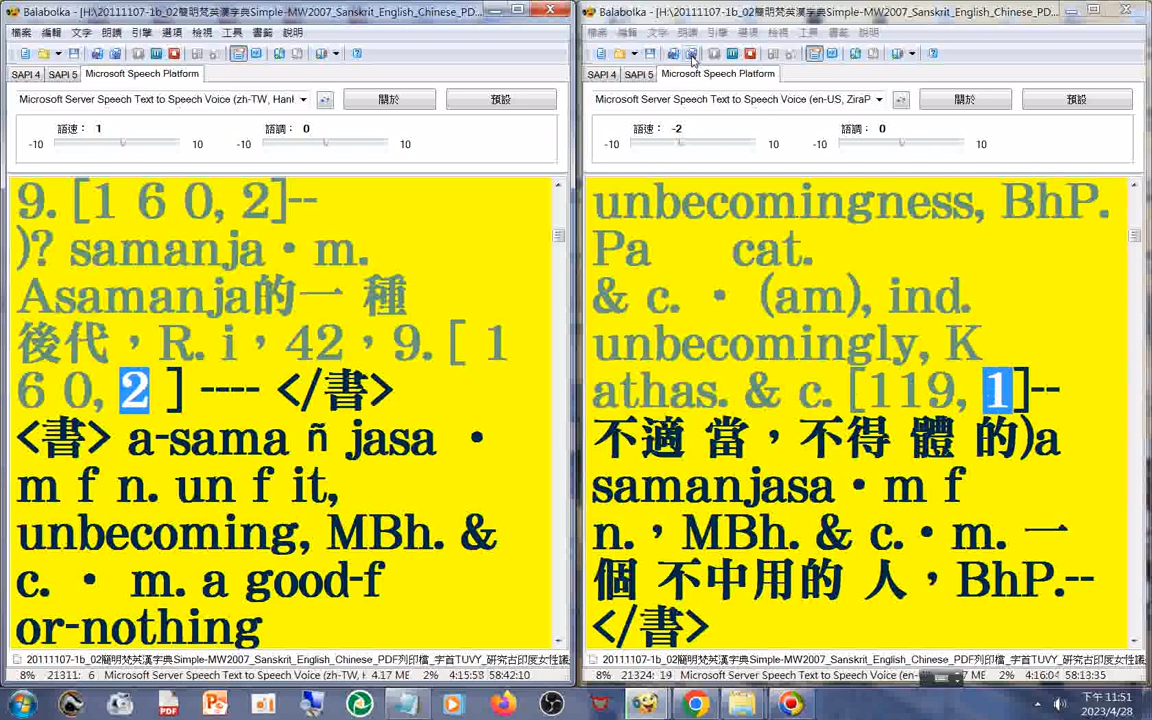 Balabolka - [H:\20111107-1b_02簡明梵英漢字典Simple-MW2007_Sanskrit_English_Chinese_PD...
檔案 編輯 文字 朗讀 引擎 選項 檢視 工具 書籤 說明
SAPI 4 SAPI 5 Microsoft Speech Platform
Microsoft Server Speech Text to Speech Voice (zh-TW, Hanl 關於 預設
語速： 1 語調： 0
-10 10 -10 10
9. [1 6 0, 2]--
)? samanja・m.
Asamanja的一 種
後代，R. i，42，9. [ 1
6 0, 2 ] ---- </書>
<書> a-sama ñ jasa ・
m f n. un f it,
unbecoming, MBh. &
c. ・ m. a good-f
or-nothing
20111107-1b_02簡明梵英漢字典Simple-MW2007_Sanskrit_English_Chinese_PDF列印檔_字首TUVY_研究古印度女性議
8% 21311: 6 Microsoft Server Speech Text to Speech Voice (zh-TW, H 4.17 ME 2% 4:15:58 58:42:10
Balabolka - [H:\20111107-1b_02簡明梵英漢字典Simple-MW2007_Sanskrit_English_Chinese_PDF...
檔案 編輯 文字 朗讀 引擎 選項 檢視 工具 書籤 說明
SAPI 4 SAPI 5 Microsoft Speech Platform
Microsoft Server Speech Text to Speech Voice (en-US, ZiraP 關於 預設
語速： -2 語調： 0
-10 10 -10 10
unbecomingness, BhP.
Pa cat.
& c. ・ (am), ind.
unbecomingly, K
athas. & c. [119, 1]--
不適 當，不得 體 的)a
samanjasa・m f
n.，MBh. & c.・m. 一
個 不中用的 人，BhP.--
</書>
20111107-1b_02簡明梵英漢字典Simple-MW2007_Sanskrit_English_Chinese_PDF列印檔_字首TUVY_研究古印度女性議
8% 21324: 19 Microsoft Server Speech Text to Speech Voice (en-US, 2 4.16 ME 2% 4:16:04 58:13:35
下午 11:51
2023/4/28